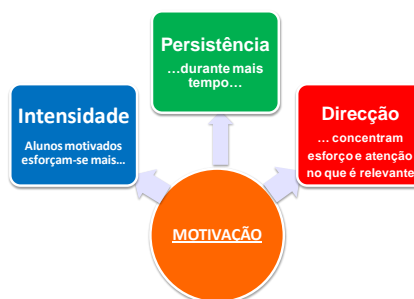 Intensidade
Alunos motivados
esforçam-se mais...
Persistência
...durante mais
tempo...
Direcção
... concentram
esforço e atenção
no que é relevante
MOTIVAÇÃO